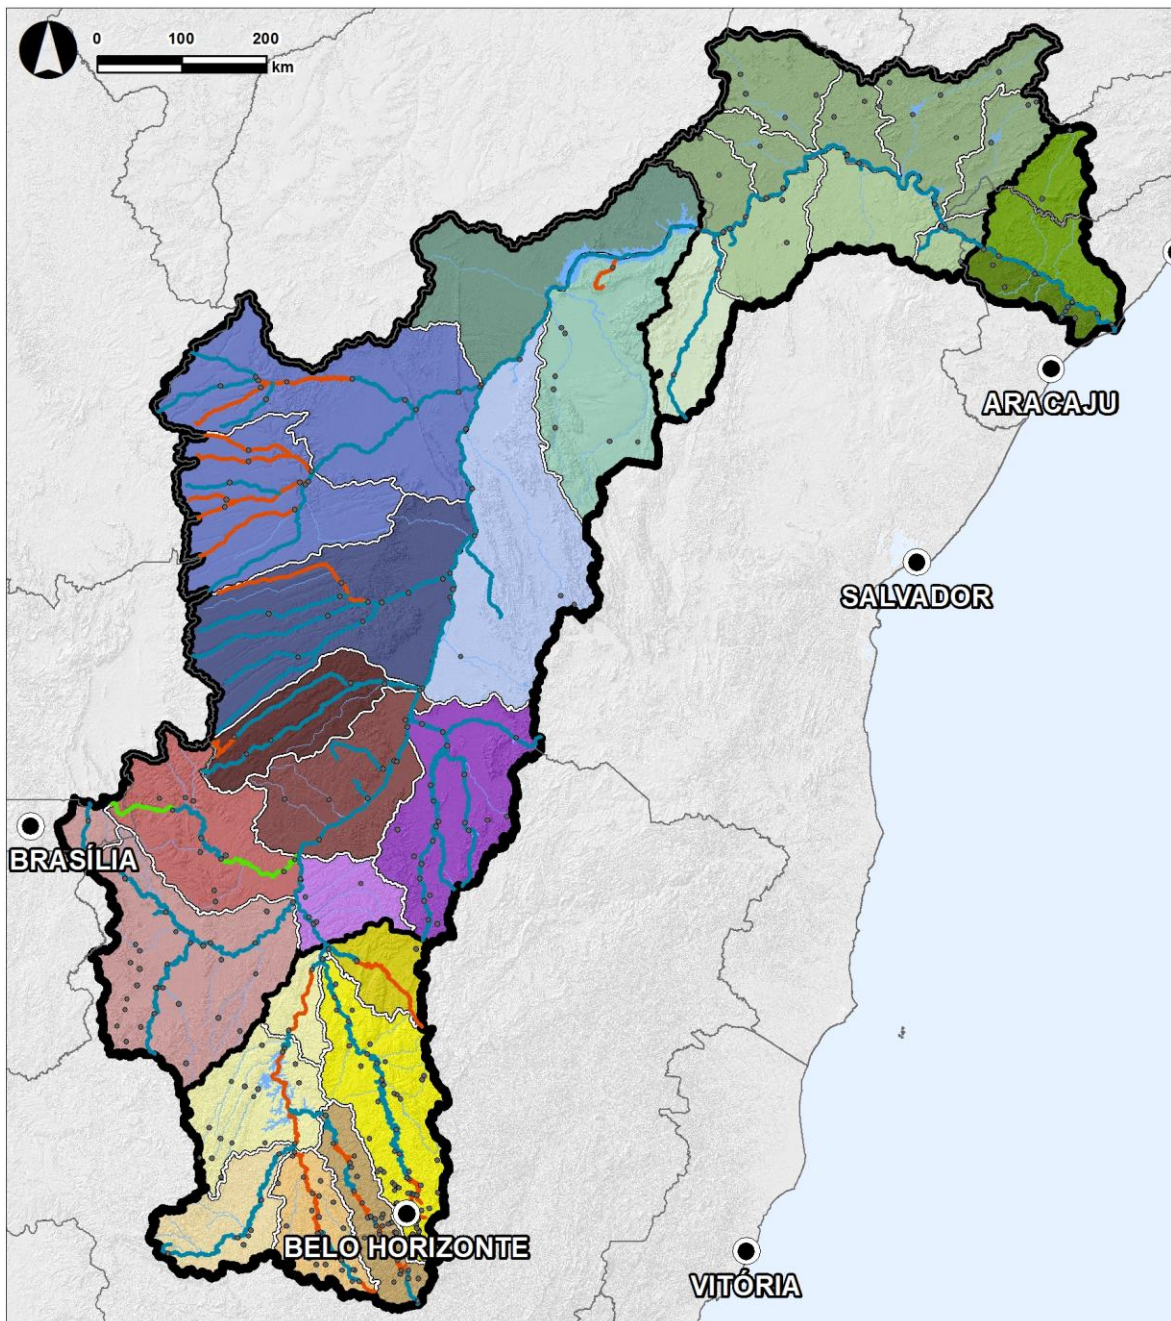 0 100 200
km
ARACAJU
SALVADOR
BRASÍLIA
BELO HORIZONTE
VITÓRIA